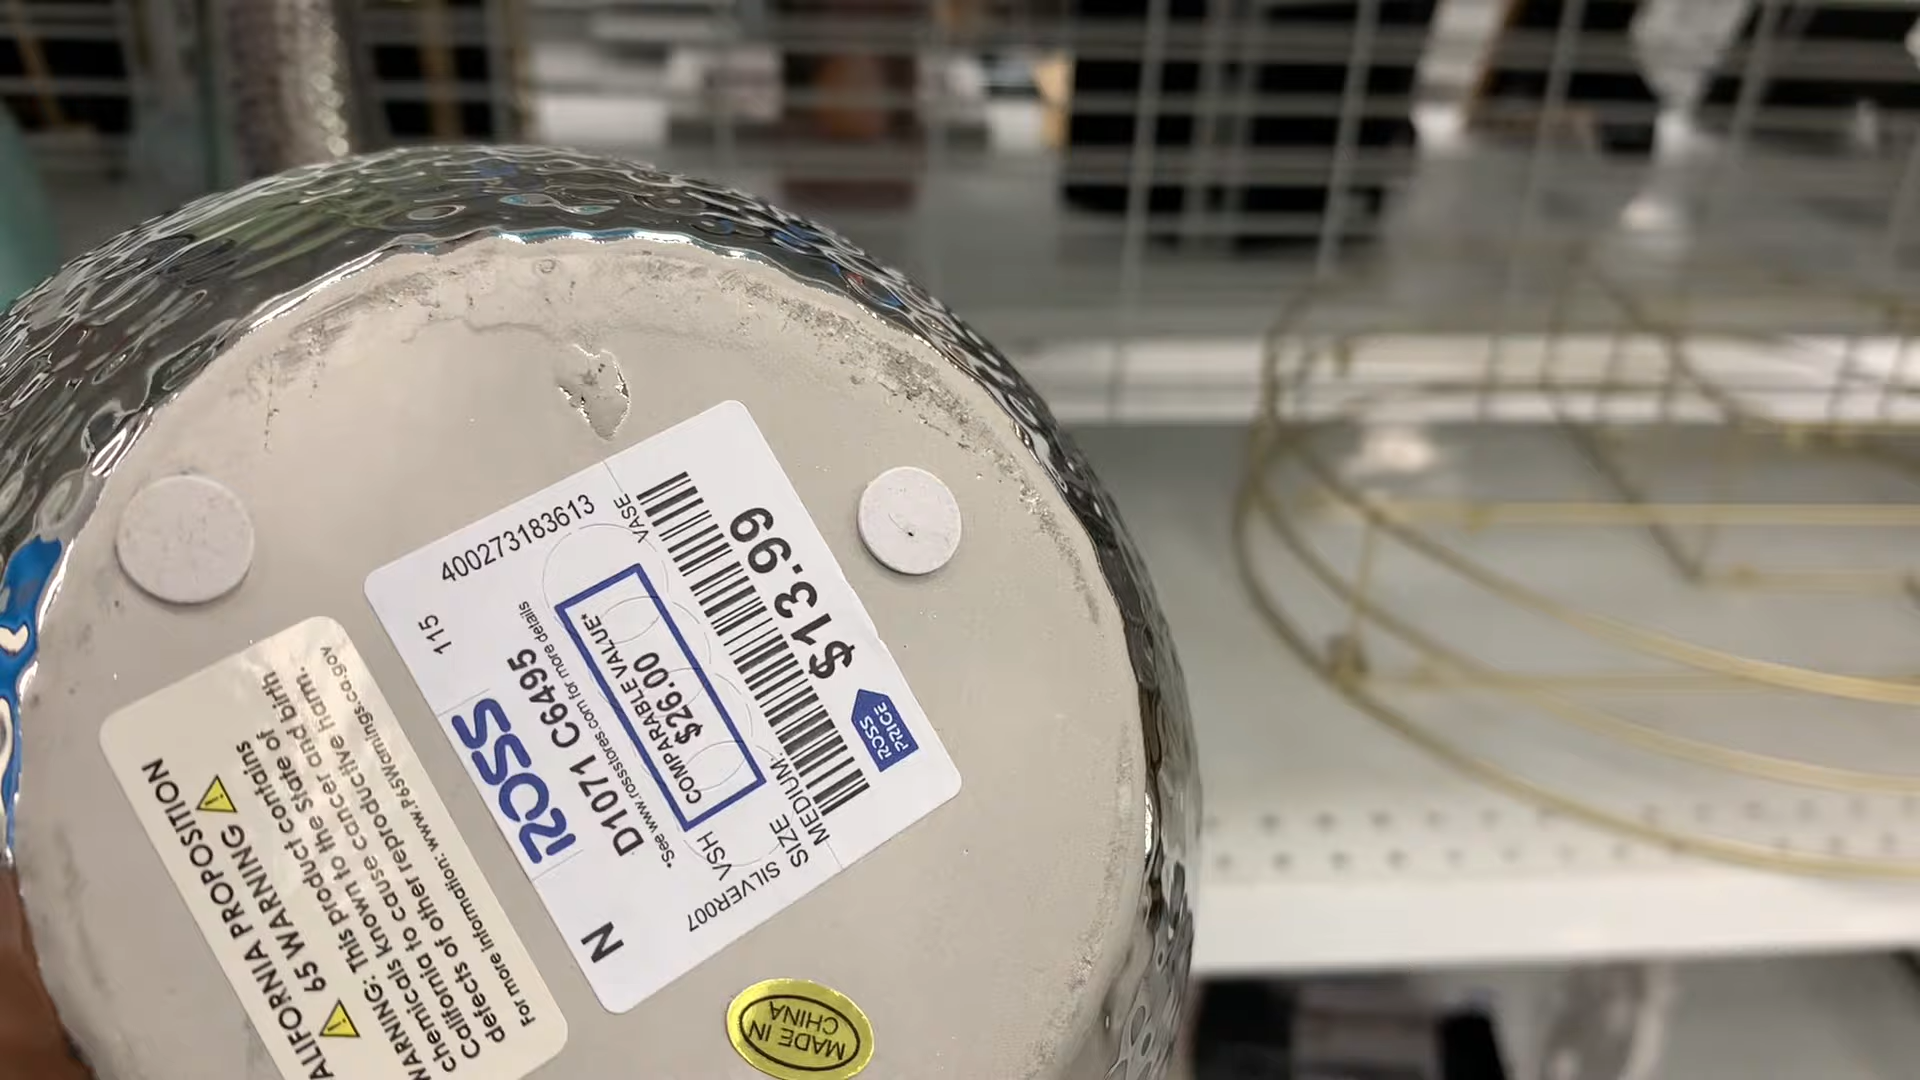 CALIFORNIA PROPOSITION
65 WARNING
WARNING: This product contains
chemicals known to the State of
California to cause cancer and birth
defects or other reproductive harm.
For more information: www.P65Warnings.ca.gov
ROSS
115
D1071 C6495
400273183613
*See www.rossstores.com for more details
COMPARABLE VALUE*
$26.00
N
VSH
VASE
SILVER007
SIZE
MEDIUM
$13.99
ROSS
PRICE
MADE IN
CHINA